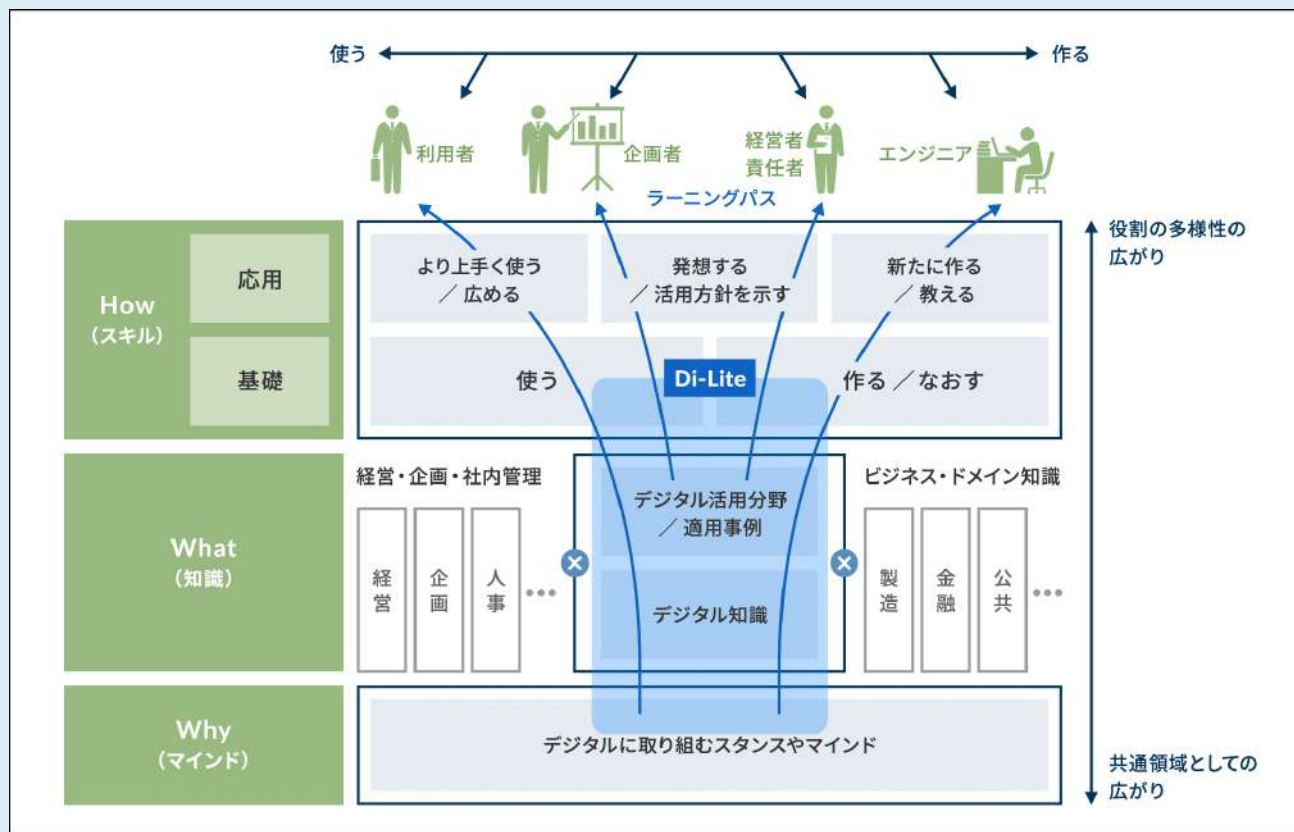 使う
作る
利用者
企画者
経営者
責任者
エンジニア
ラーニングパス
How
（スキル）
応用
基礎
より上手く使う
／ 広める
発想する
／ 活用方針を示す
新たに作る
／ 教える
使う
Di-Lite
作る ／ なおす
役割の多様性の
広がり
What
（知識）
経営・企画・社内管理
経営
企画
人事
•••
デジタル活用分野
／ 適用事例
デジタル知識
ビジネス・ドメイン知識
製造
金融
公共
•••
Why
（マインド）
デジタルに取り組むスタンスやマインド
共通領域としての
広がり